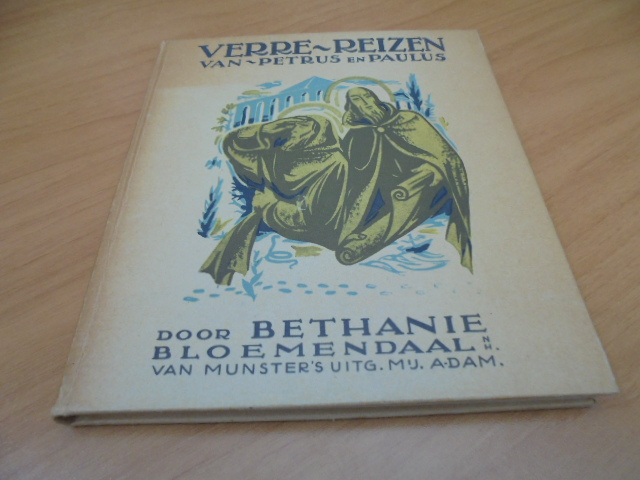 VERRE~REIZEN
VAN~PETRUS EN PAULUS
DOOR BETHANIE
BLOEMENDAAL N.H.
VAN MUNSTER'S UITG. MIJ. A-DAM.